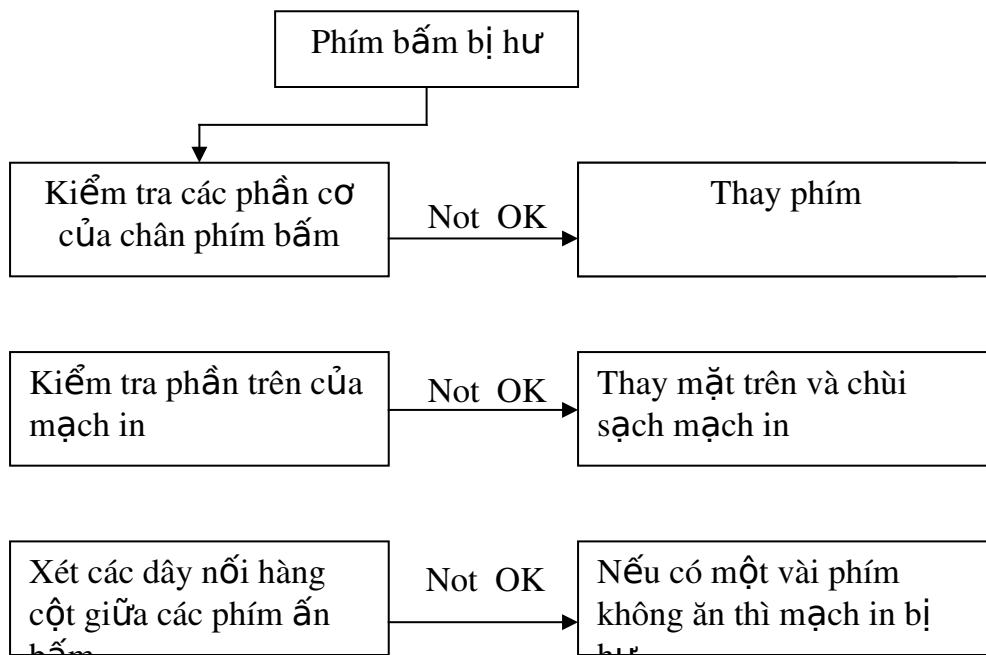 Phím bấm bị hư
Kiểm tra các phần cơ
của chân phím bấm
Not OK
Thay phím
Kiểm tra phần trên của
mạch in
Not OK
Thay mặt trên và chùi
sạch mạch in
Xét các dây nối hàng
cột giữa các phím ấn
bấm
Not OK
Nếu có một vài phím
không ăn thì mạch in bị
hư